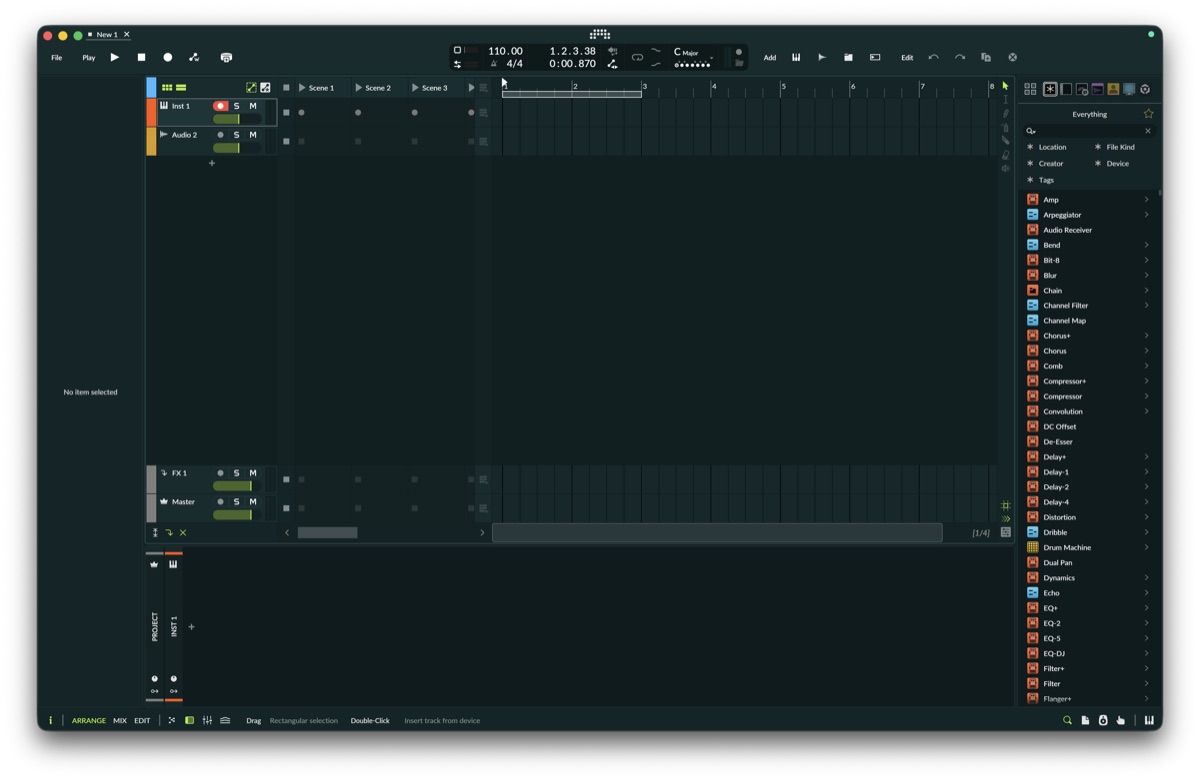 New 1
File
Play
110.00
4/4
1.2.3.38
0:00.870
C Major
Add
Edit
Scene 1
Scene 2
Scene 3
1
2
3
4
5
6
7
8
Inst 1
S M
Audio 2
S M
+
No item selected
FX 1
S M
Master
S M
[1/4]
PROJECT
INST 1
+
Everything
Location
File Kind
Creator
Device
Tags
Amp
Arpeggiator
Audio Receiver
Bend
Bit-8
Blur
Chain
Channel Filter
Channel Map
Chorus+
Chorus
Comb
Compressor+
Compressor
Convolution
DC Offset
De-Esser
Delay+
Delay-1
Delay-2
Delay-4
Distortion
Dribble
Drum Machine
Dual Pan
Dynamics
Echo
EQ+
EQ-2
EQ-5
EQ-DJ
Filter+
Filter
Flanger+
i
ARRANGE MIX EDIT
Drag Rectangular selection Double-Click Insert track from device